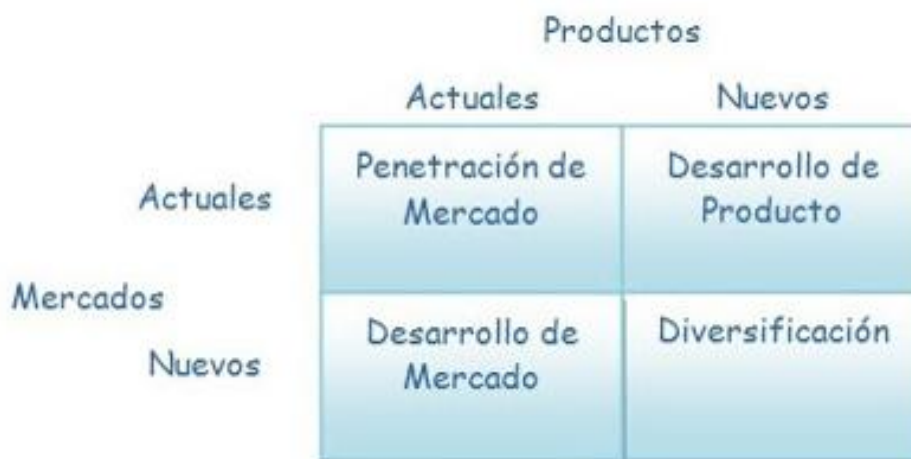 Productos
Actuales Nuevos
Actuales
Penetración de
Mercado
Desarrollo de
Producto
Mercados
Nuevos
Desarrollo de
Mercado
Diversificación